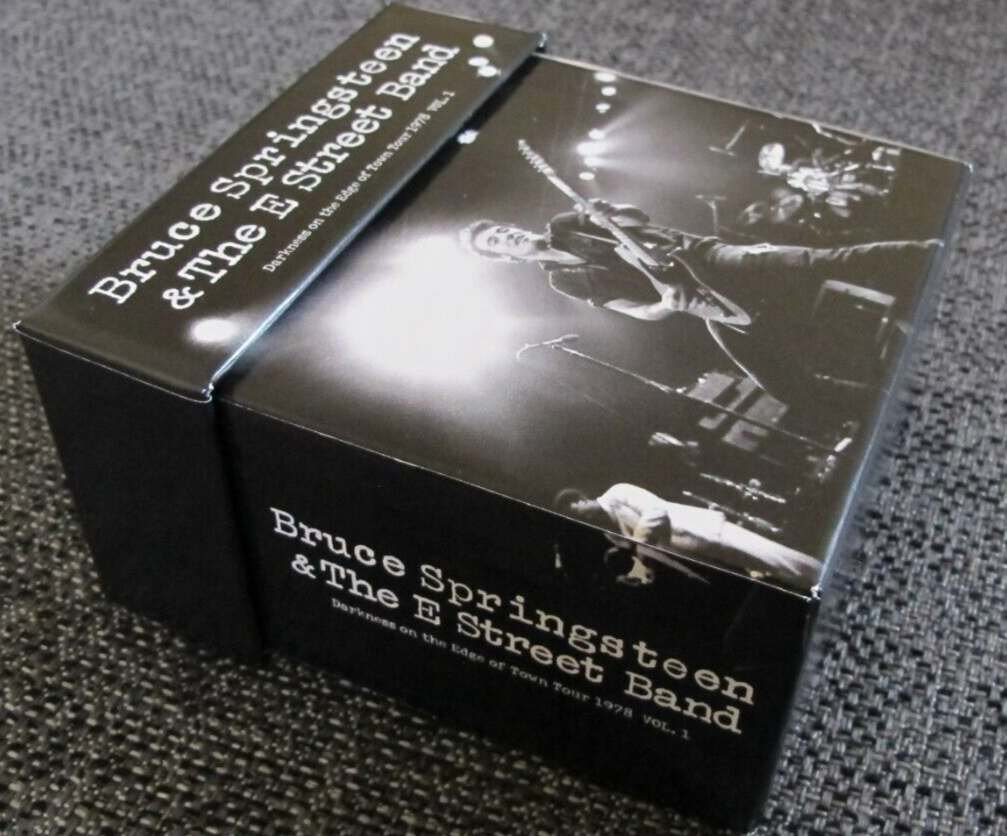 Bruce Springsteen
& The E Street Band
Darkness on the Edge of Town Tour 1978 VOL. 1
Bruce Springsteen
& The E Street Band
Darkness on the Edge of Town Tour 1978 VOL. 1